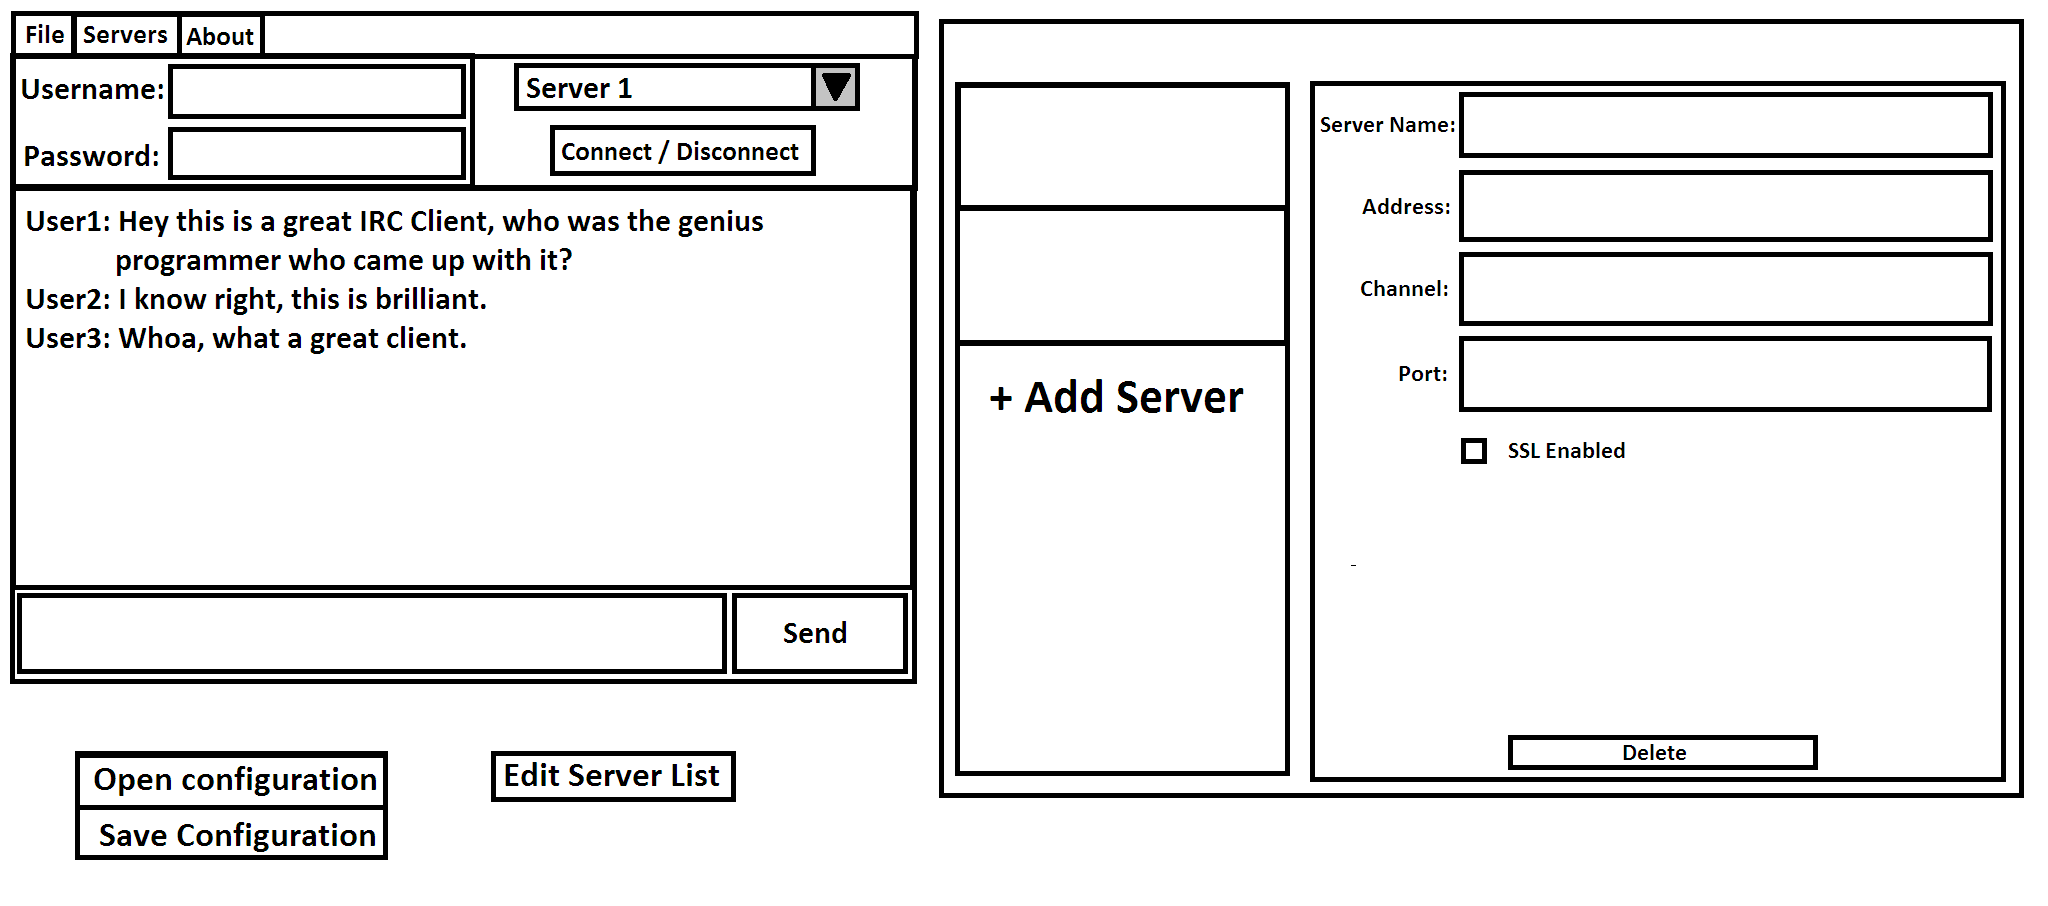 File Servers About
Username:
Server 1
Password:
Connect / Disconnect
User1: Hey this is a great IRC Client, who was the genius
programmer who came up with it?
User2: I know right, this is brilliant.
User3: Whoa, what a great client.
Send
Open configuration
Save Configuration
Edit Server List
+ Add Server
Server Name:
Address:
Channel:
Port:
SSL Enabled
-
Delete